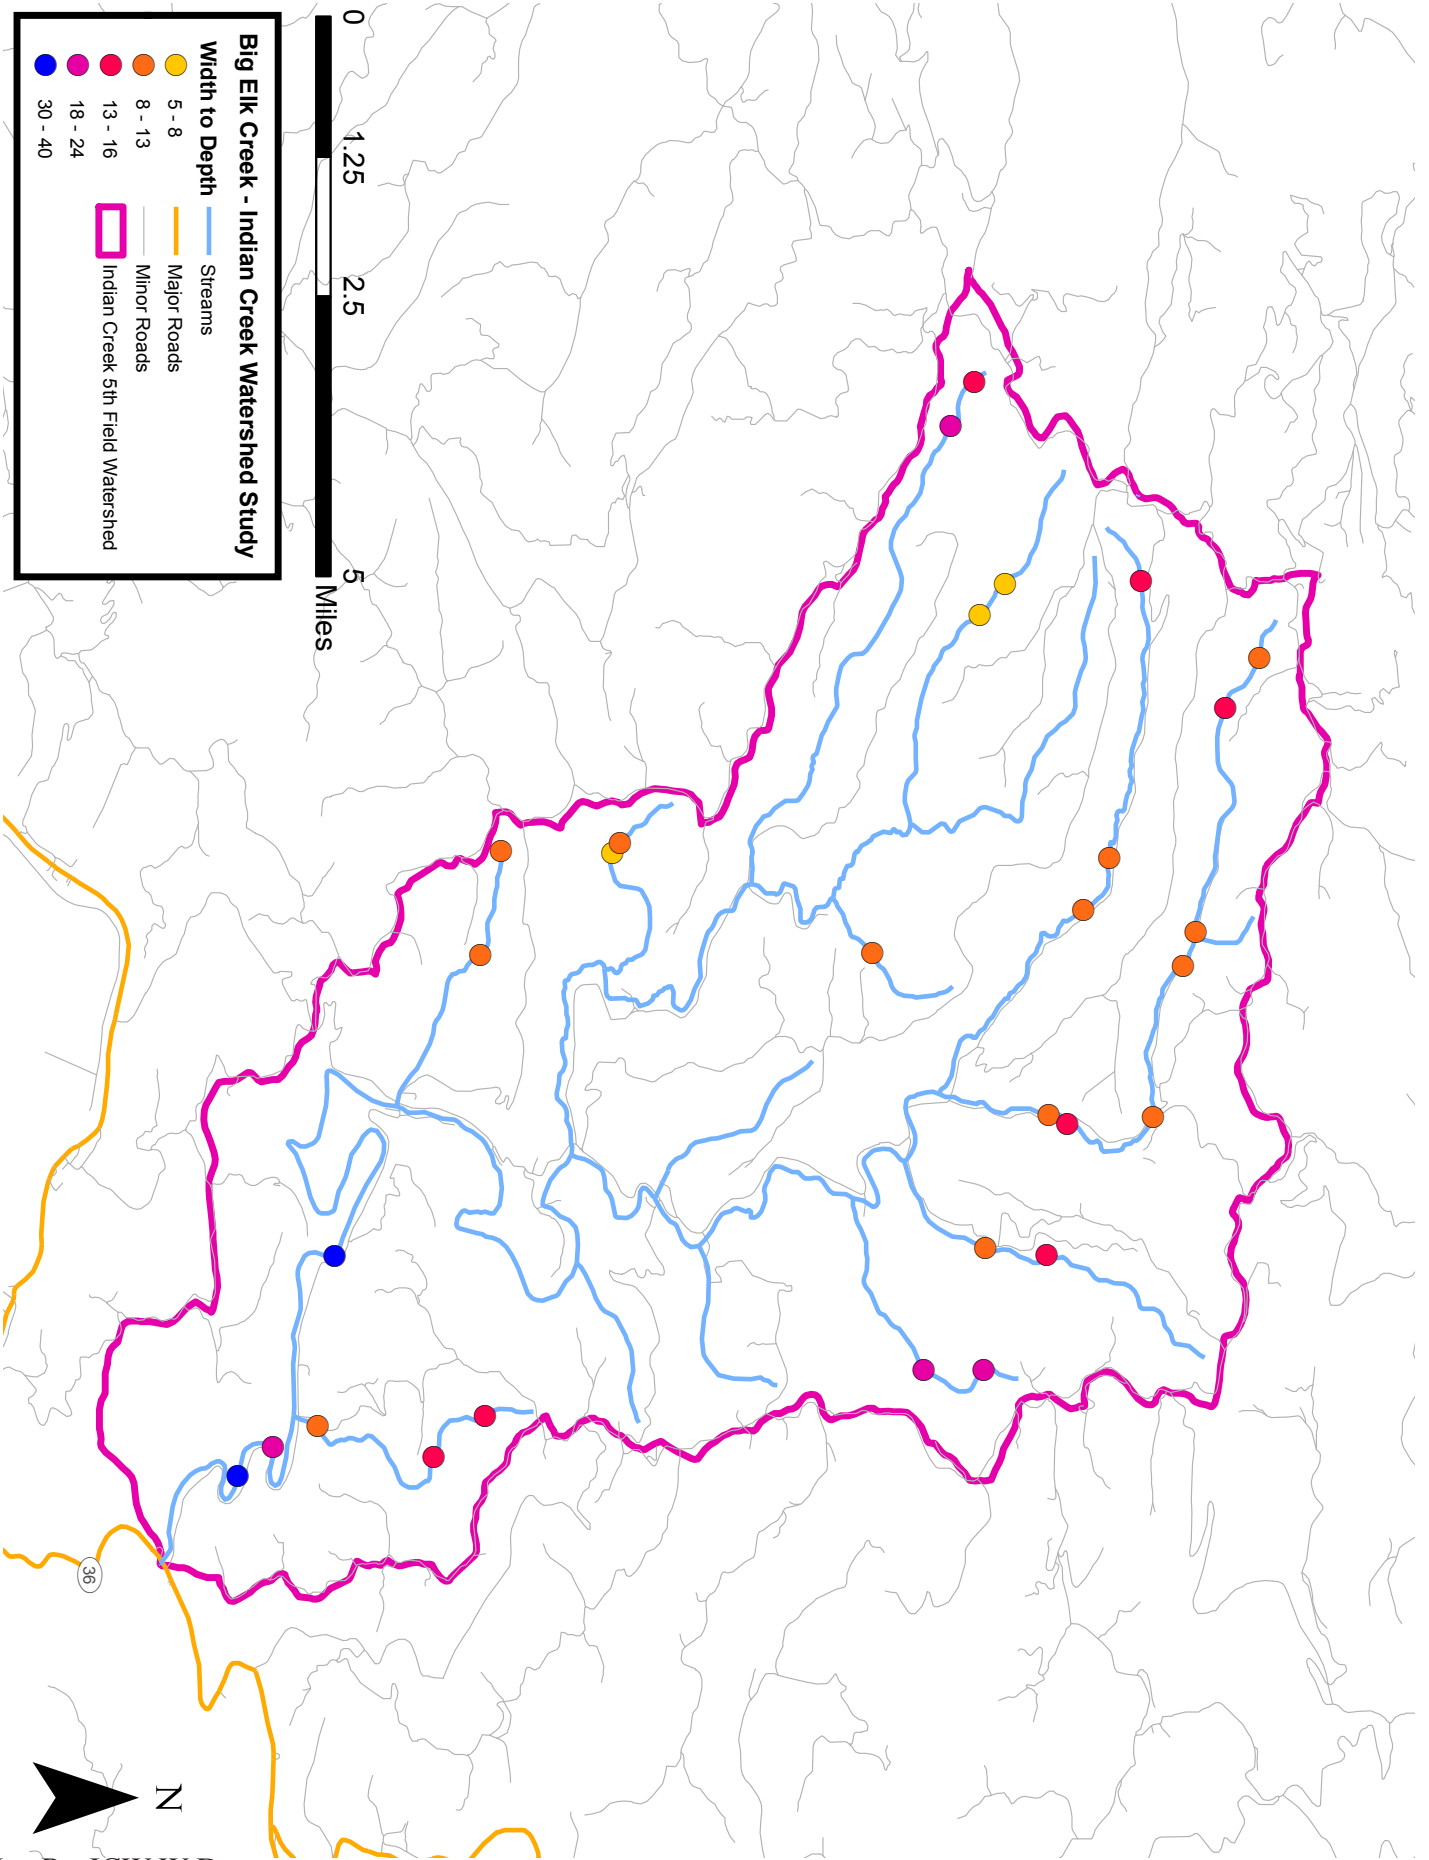 Big Elk Creek - Indian Creek Watershed Study
Width to Depth
5 - 8
8 - 13
13 - 16
18 - 24
30 - 40
Streams
Major Roads
Minor Roads
Indian Creek 5th Field Watershed
0 1.25 2.5 5
Miles
36
N